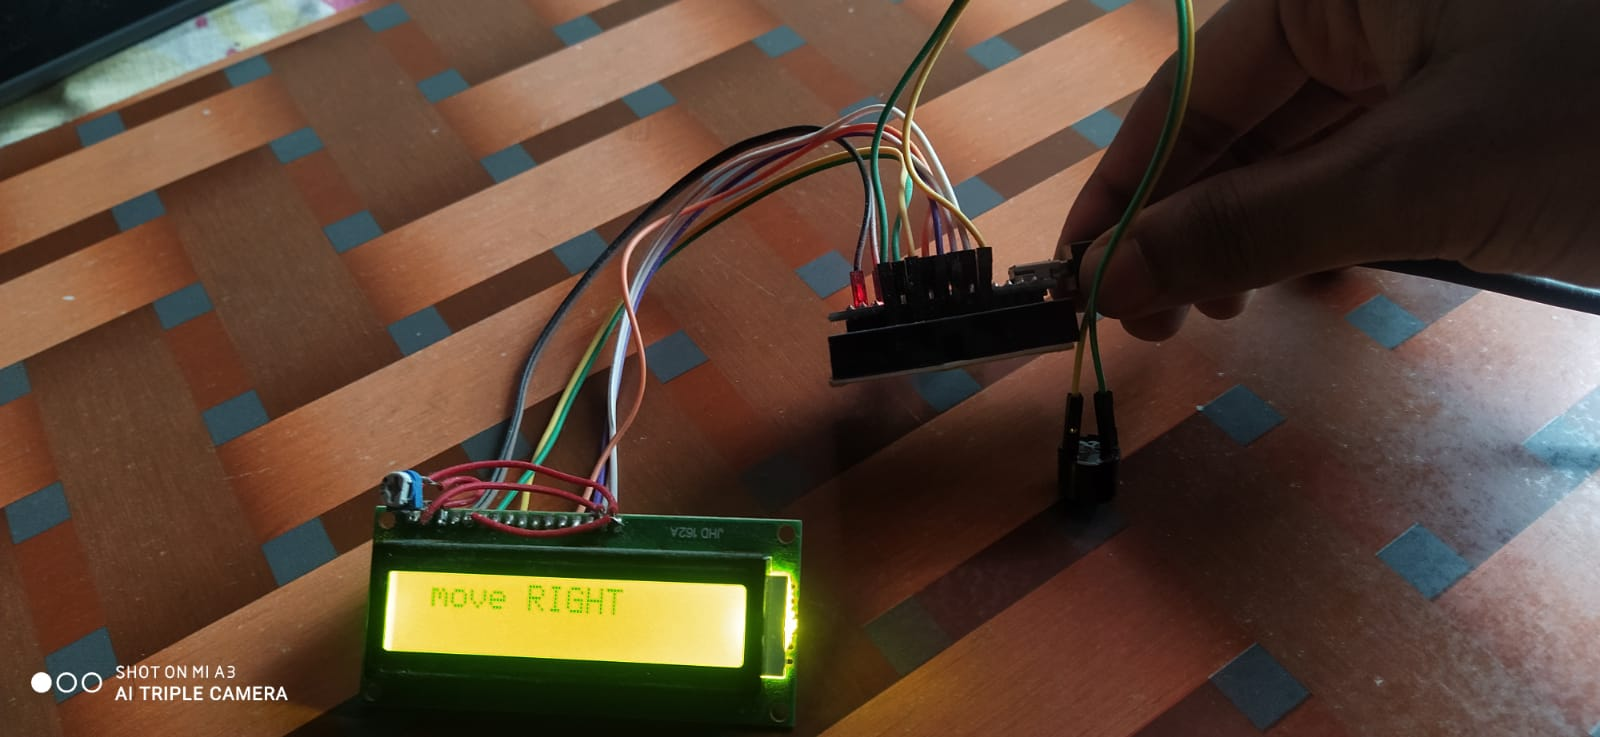 JHD 162A
move RIGHT
SHOT ON MI A3
AI TRIPLE CAMERA